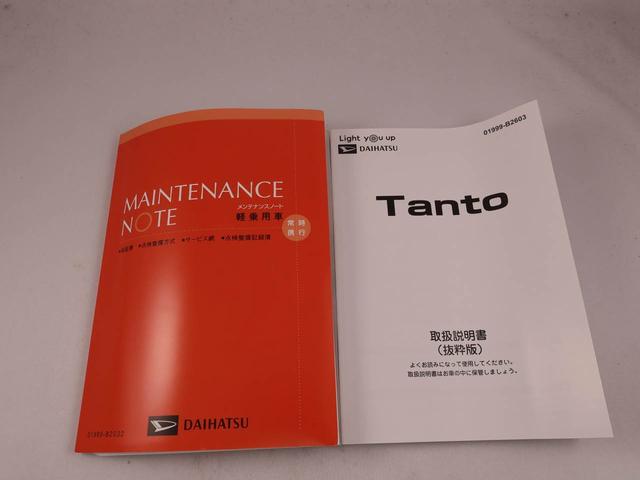 MAINTENANCE
NOTE
メンテナンスノート
軽乗用車
常時
携行
●保証書 ●点検整備方式 ●サービス網 ●点検整備記録簿
DAIHATSU
01999-B2032
01999-B2603
Light you up
DAIHATSU
Tanto
取扱説明書
(抜粋版)
よくお読みになって使用してください。
取扱説明書はお車の中に保管しましょう。